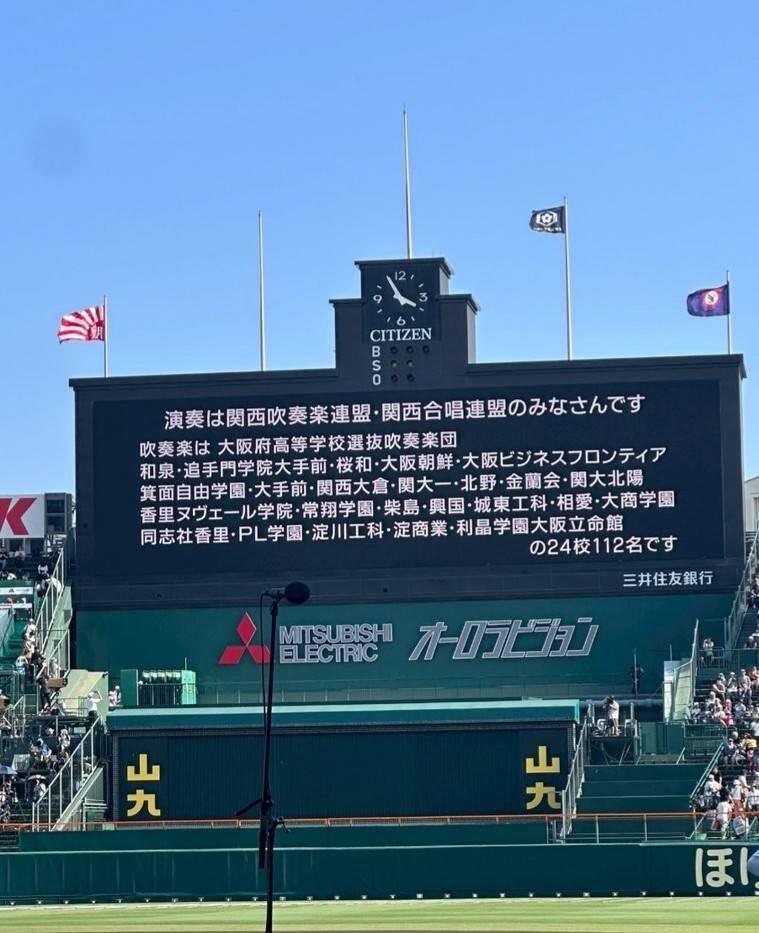 12
9 3
6
CITIZEN
B
S
O
演奏は関西吹奏楽連盟・関西合唱連盟のみなさんです
吹奏楽は 大阪府高等学校選抜吹奏楽団
和泉・追手門学院大手前・桜和・大阪朝鮮・大阪ビジネスフロンティア
箕面自由学園・大手前・関西大倉・関大一・北野・金蘭会・関大北陽
香里ヌヴェール学院・常翔学園・柴島・興国・城東工科・相愛・大商学園
同志社香里・PL学園・淀川工科・淀商業・利晶学園大阪立命館
の24校112名です
三井住友銀行
K
MITSUBISHI
ELECTRIC
オーロラビジョン
山九
山九
ほ